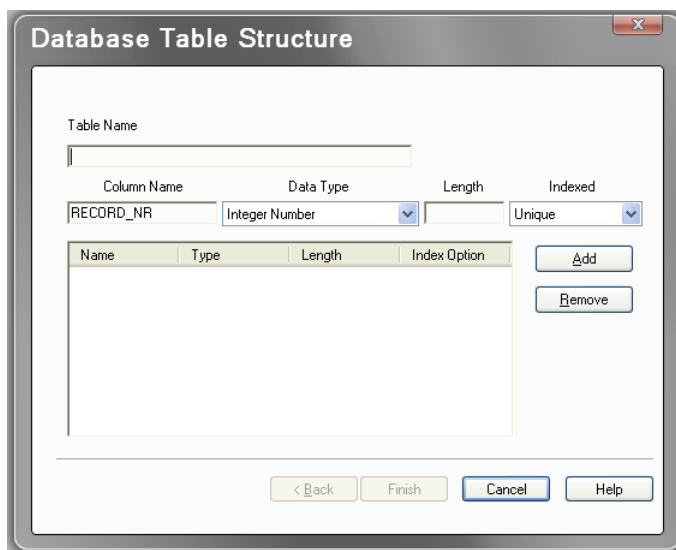 Database Table Structure
Table Name
Column Name Data Type Length Indexed
RECORD_NR Integer Number Unique
Name Type Length Index Option
Add
Remove
< Back Finish Cancel Help